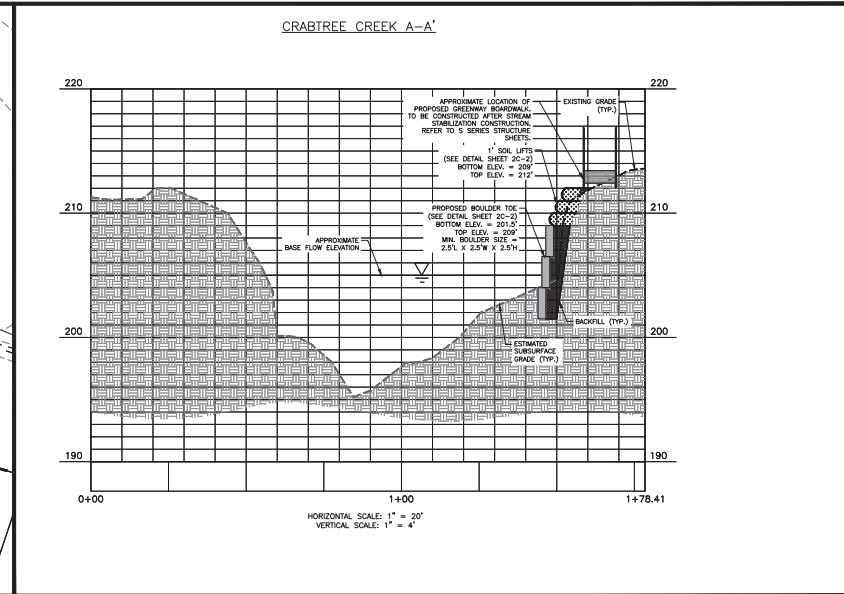 CRABTREE CREEK A-A'
220
220
APPROXIMATE LOCATION OF
PROPOSED GREENWAY BOARDWALK.
TO BE CONSTRUCTED AFTER STREAM
STABILIZATION CONSTRUCTION.
REFER TO S SERIES STRUCTURE
SHEETS.
EXISTING GRADE
(TYP.)
1' SOIL LIFTS
(SEE DETAIL SHEET 2C-2)
BOTTOM ELEV. = 209'
TOP ELEV. = 212'
210
210
PROPOSED BOULDER TOE
(SEE DETAIL SHEET 2C-2)
BOTTOM ELEV. = 201.5'
TOP ELEV. = 209'
MIN. BOULDER SIZE =
2.5'L X 2.5'W X 2.5'H
APPROXIMATE
BASE FLOW ELEVATION
BACKFILL (TYP.)
200
200
ESTIMATED
SUBSURFACE
GRADE (TYP.)
190
190
0+00
1+00
1+78.41
HORIZONTAL SCALE: 1" = 20'
VERTICAL SCALE: 1" = 4'